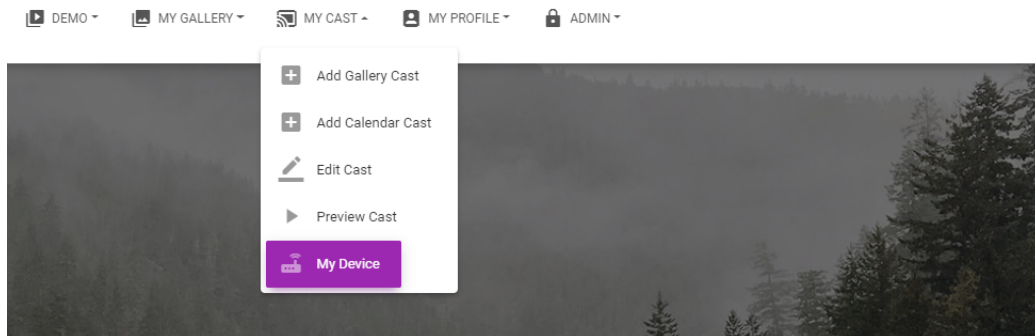 DEMO MY GALLERY MY CAST MY PROFILE ADMIN
Add Gallery Cast
Add Calendar Cast
Edit Cast
Preview Cast
My Device